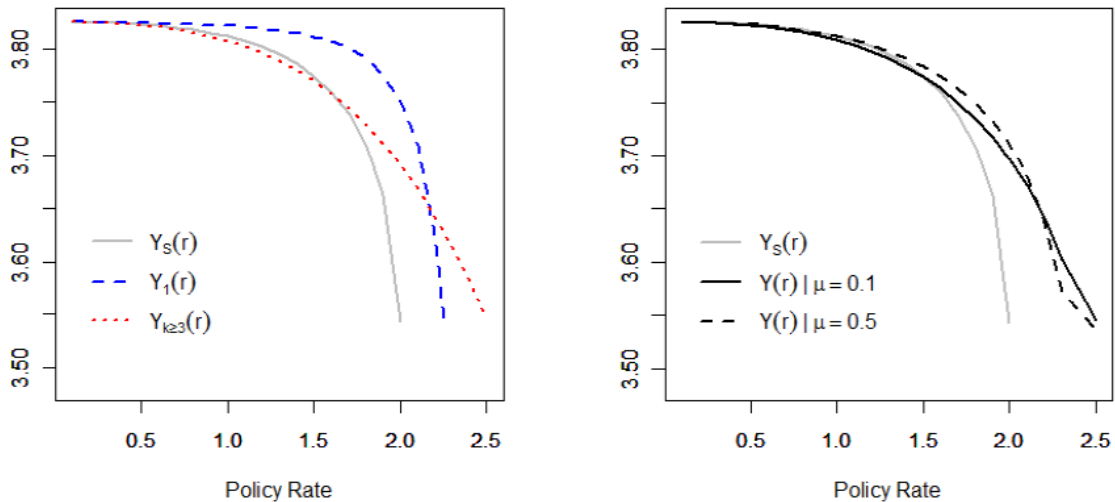 3.80
3.70
3.60
3.50
Y_S(r)
Y_1(r)
Y_{k≥3}(r)
0.5 1.0 1.5 2.0 2.5
Policy Rate
3.80
3.70
3.60
3.50
Y_S(r)
Y(r) | μ = 0.1
Y(r) | μ = 0.5
0.5 1.0 1.5 2.0 2.5
Policy Rate